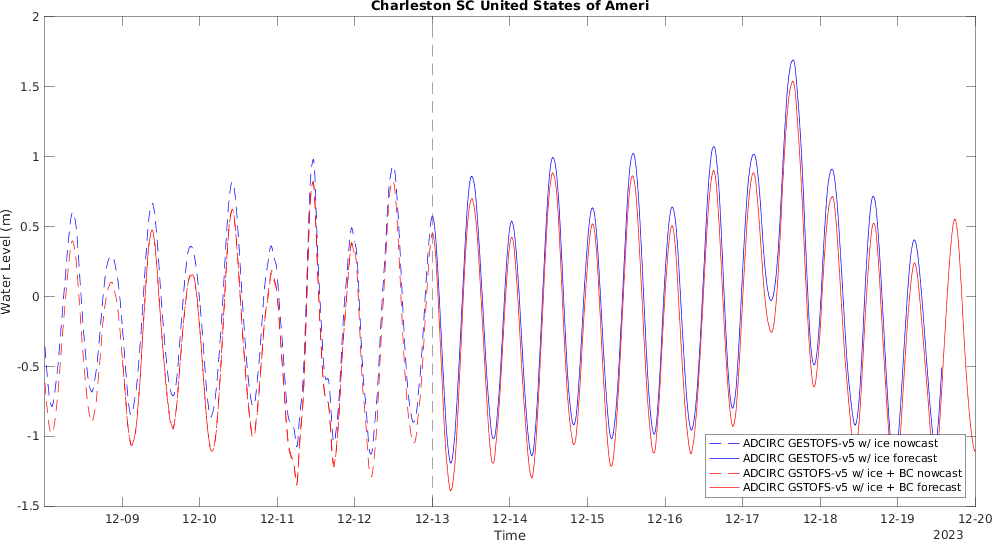 Charleston SC United States of Ameri
2
1.5
1
0.5
0
-0.5
-1
-1.5
Water Level (m)
ADCIRC GESTOFS-v5 w/ ice nowcast
ADCIRC GESTOFS-v5 w/ ice forecast
ADCIRC GSTOFS-v5 w/ ice + BC nowcast
ADCIRC GSTOFS-v5 w/ ice + BC forecast
12-09 12-10 12-11 12-12 12-13 12-14 12-15 12-16 12-17 12-18 12-19 12-20
Time
2023